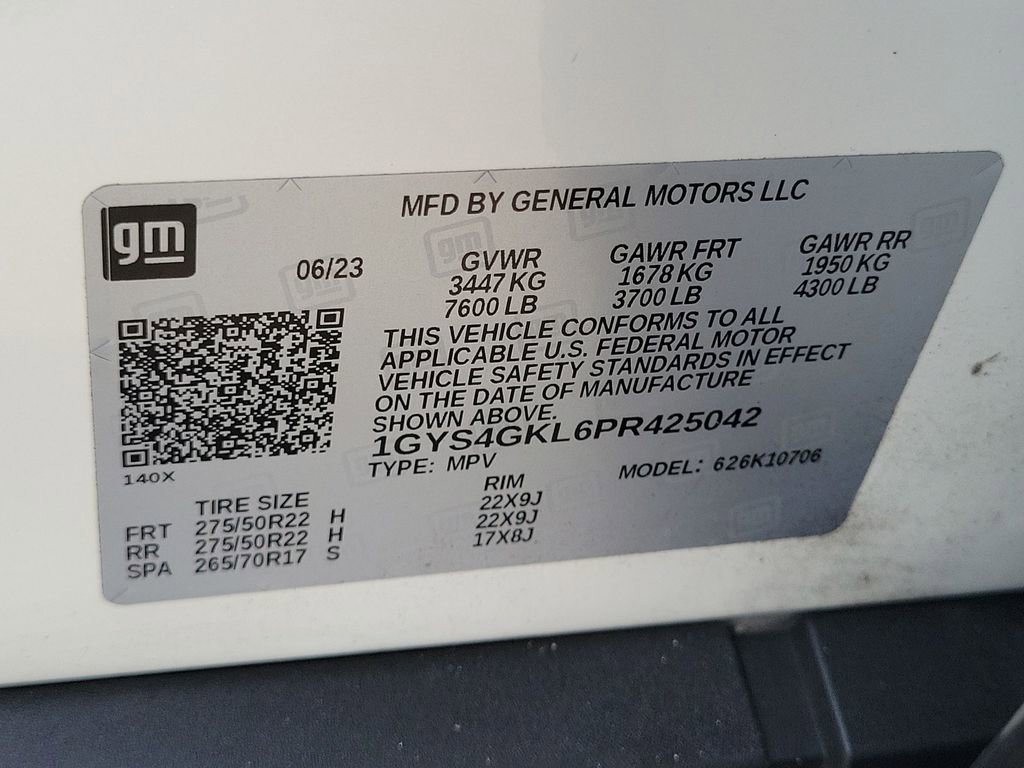 gm
MFD BY GENERAL MOTORS LLC
06/23
GVWR GAWR FRT GAWR RR
3447 KG 1678 KG 1950 KG
7600 LB 3700 LB 4300 LB
THIS VEHICLE CONFORMS TO ALL
APPLICABLE U.S. FEDERAL MOTOR
VEHICLE SAFETY STANDARDS IN EFFECT
ON THE DATE OF MANUFACTURE
SHOWN ABOVE.
1GYS4GKL6PR425042
140X
TYPE: MPV MODEL: 626K10706
TIRE SIZE RIM
FRT 275/50R22 H 22X9J
RR 275/50R22 H 22X9J
SPA 265/70R17 S 17X8J